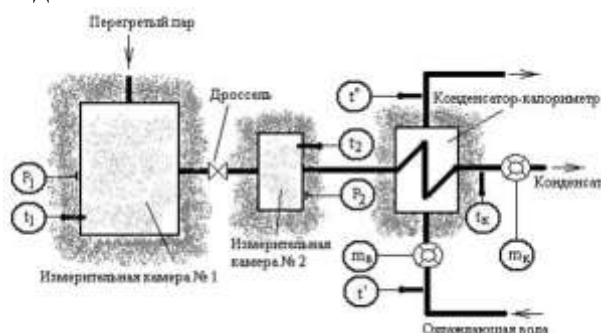 Перегретый пар
Дроссель
t"
Конденсатор-калориметр
P1
t1
t2
P2
Конденсат
tк
mк
mв
t'
Измерительная
камера № 2
Измерительная камера № 1
Охлаждающая вода